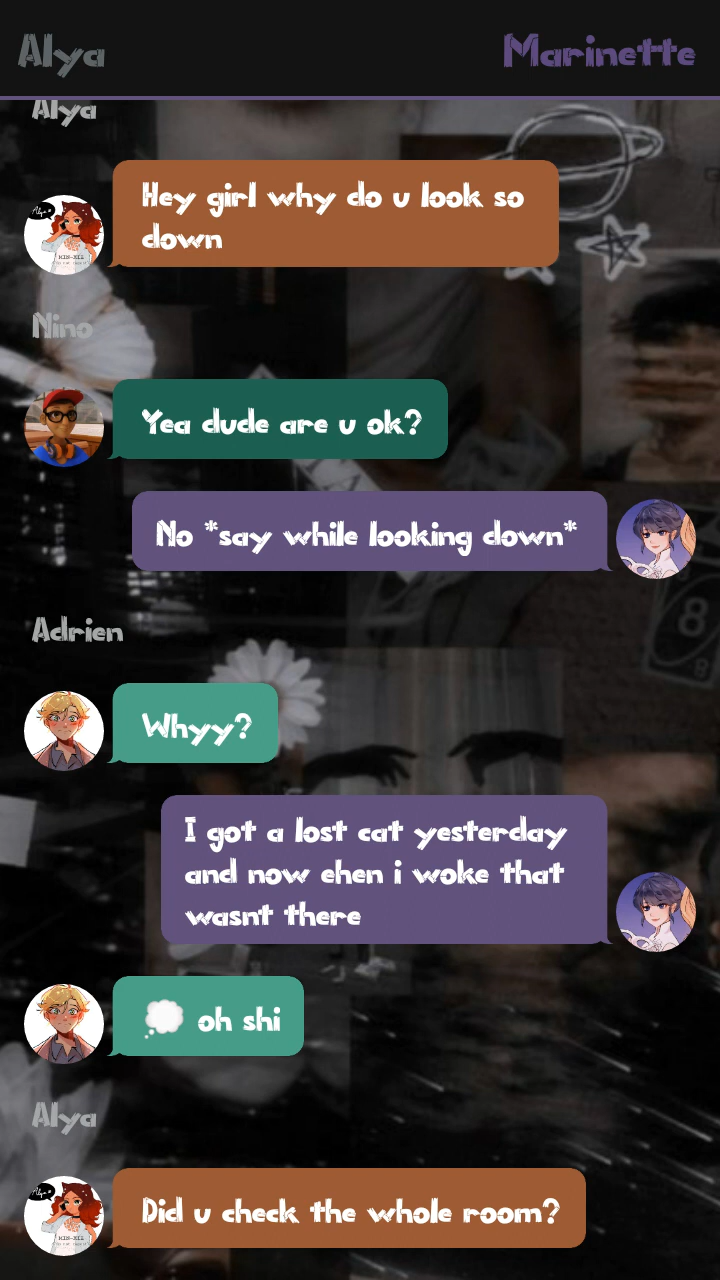 Alya
Marinette
Alya
Hey girl why do u look so
down
Nino
Yea dude are u ok?
No *say while looking down*
Adrien
Whyy?
I got a lost cat yesterday
and now ehen i woke that
wasnt there
💭 oh shi
Alya
Did u check the whole room?